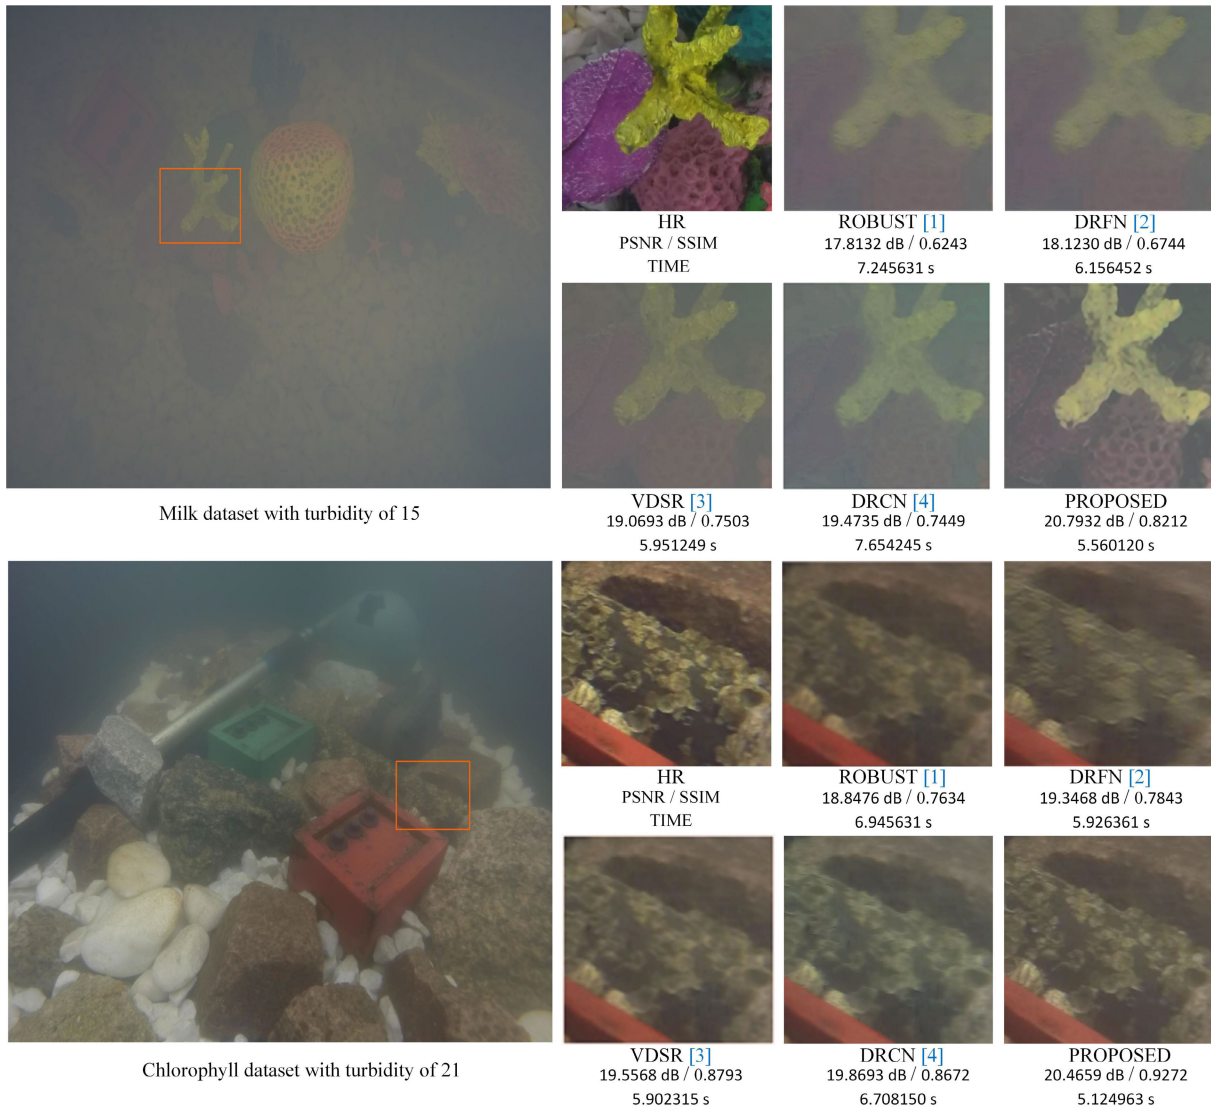 HR
PSNR / SSIM
TIME
ROBUST [1]
17.8132 dB / 0.6243
7.245631 s
DRFN [2]
18.1230 dB / 0.6744
6.156452 s
VDSR [3]
19.0693 dB / 0.7503
5.951249 s
DRCN [4]
19.4735 dB / 0.7449
7.654245 s
PROPOSED
20.7932 dB / 0.8212
5.560120 s
Milk dataset with turbidity of 15
HR
PSNR / SSIM
TIME
ROBUST [1]
18.8476 dB / 0.7634
6.945631 s
DRFN [2]
19.3468 dB / 0.7843
5.926361 s
VDSR [3]
19.5568 dB / 0.8793
5.902315 s
DRCN [4]
19.8693 dB / 0.8672
6.708150 s
PROPOSED
20.4659 dB / 0.9272
5.124963 s
Chlorophyll dataset with turbidity of 21